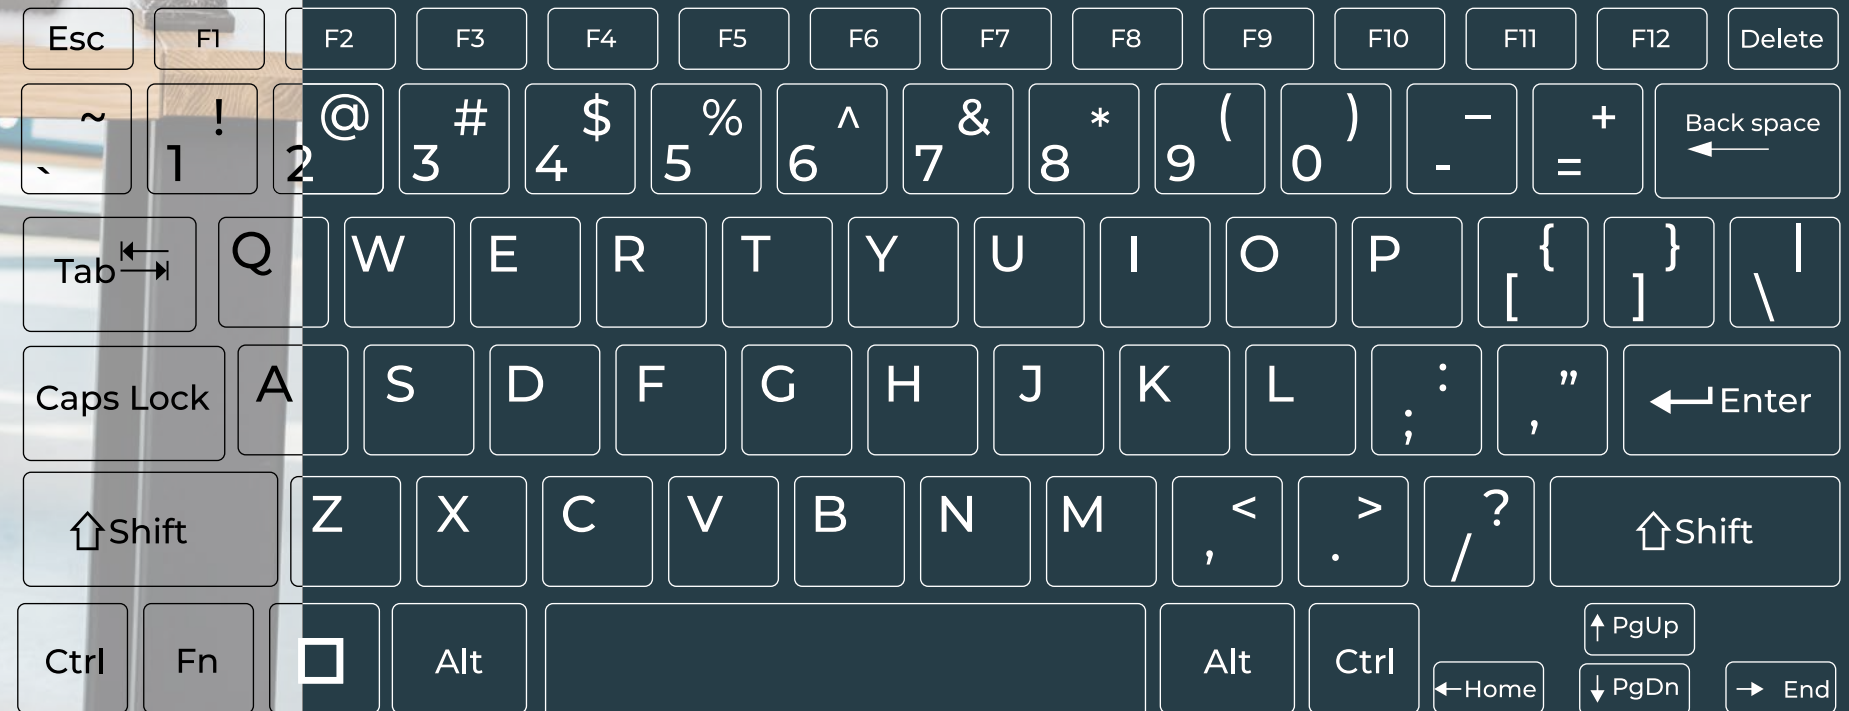 Esc F1 F2 F3 F4 F5 F6 F7 F8 F9 F10 F11 F12 Delete
~ ! @ # $ % ^ & * ( ) – + Back space
` 1 2 3 4 5 6 7 8 9 0 - =
Tab Q W E R T Y U I O P { } |
[ ] \
Caps Lock A S D F G H J K L : ” Enter
; ,
Shift Z X C V B N M < > ? Shift
, . /
Ctrl Fn Alt Alt Ctrl PgUp
Home PgDn End